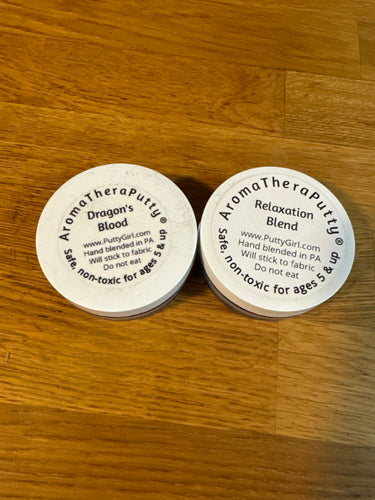 AromaTheraPutty®
Dragon's
Blood
www.PuttyGirl.com
Hand blended in PA
Will stick to fabric
Do not eat
Safe, non-toxic for ages 5 & up
AromaTheraPutty®
Relaxation
Blend
www.PuttyGirl.com
Hand blended in PA
Will stick to fabric
Do not eat
Safe, non-toxic for ages 5 & up